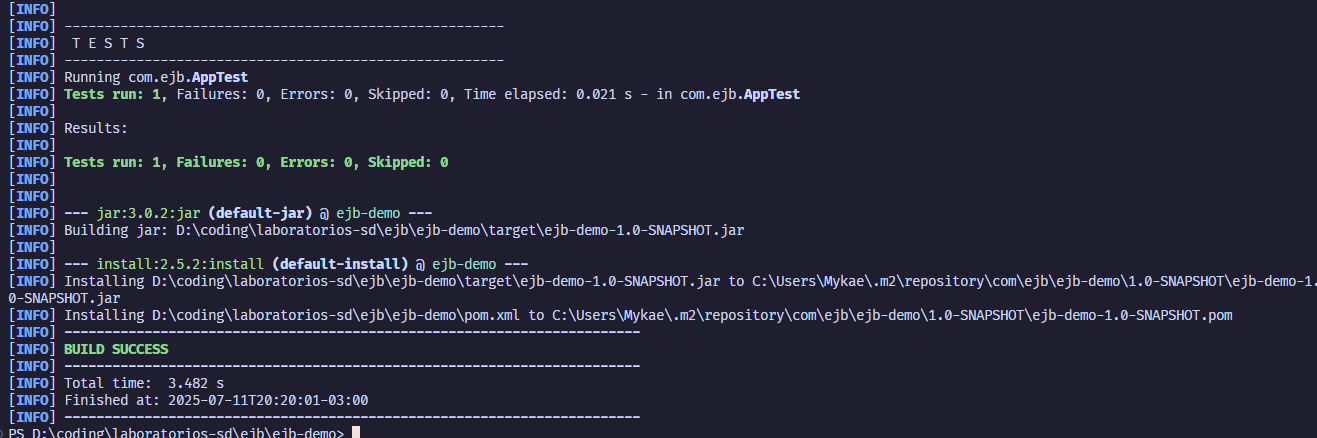 [INFO]
[INFO] -------------------------------------------------------
[INFO]  T E S T S
[INFO] -------------------------------------------------------
[INFO] Running com.ejb.AppTest
[INFO] Tests run: 1, Failures: 0, Errors: 0, Skipped: 0, Time elapsed: 0.021 s - in com.ejb.AppTest
[INFO]
[INFO] Results:
[INFO]
[INFO] Tests run: 1, Failures: 0, Errors: 0, Skipped: 0
[INFO]
[INFO]
[INFO] --- jar:3.0.2:jar (default-jar) @ ejb-demo ---
[INFO] Building jar: D:\coding\laboratorios-sd\ejb\ejb-demo\target\ejb-demo-1.0-SNAPSHOT.jar
[INFO]
[INFO] --- install:2.5.2:install (default-install) @ ejb-demo ---
[INFO] Installing D:\coding\laboratorios-sd\ejb\ejb-demo\target\ejb-demo-1.0-SNAPSHOT.jar to C:\Users\Mykae\.m2\repository\com\ejb\ejb-demo\1.0-SNAPSHOT\ejb-demo-1.
0-SNAPSHOT.jar
[INFO] Installing D:\coding\laboratorios-sd\ejb\ejb-demo\pom.xml to C:\Users\Mykae\.m2\repository\com\ejb\ejb-demo\1.0-SNAPSHOT\ejb-demo-1.0-SNAPSHOT.pom
[INFO] ------------------------------------------------------------------------
[INFO] BUILD SUCCESS
[INFO] ------------------------------------------------------------------------
[INFO] Total time:  3.482 s
[INFO] Finished at: 2025-07-11T20:20:01-03:00
[INFO] ------------------------------------------------------------------------
PS D:\coding\laboratorios-sd\ejb\ejb-demo>